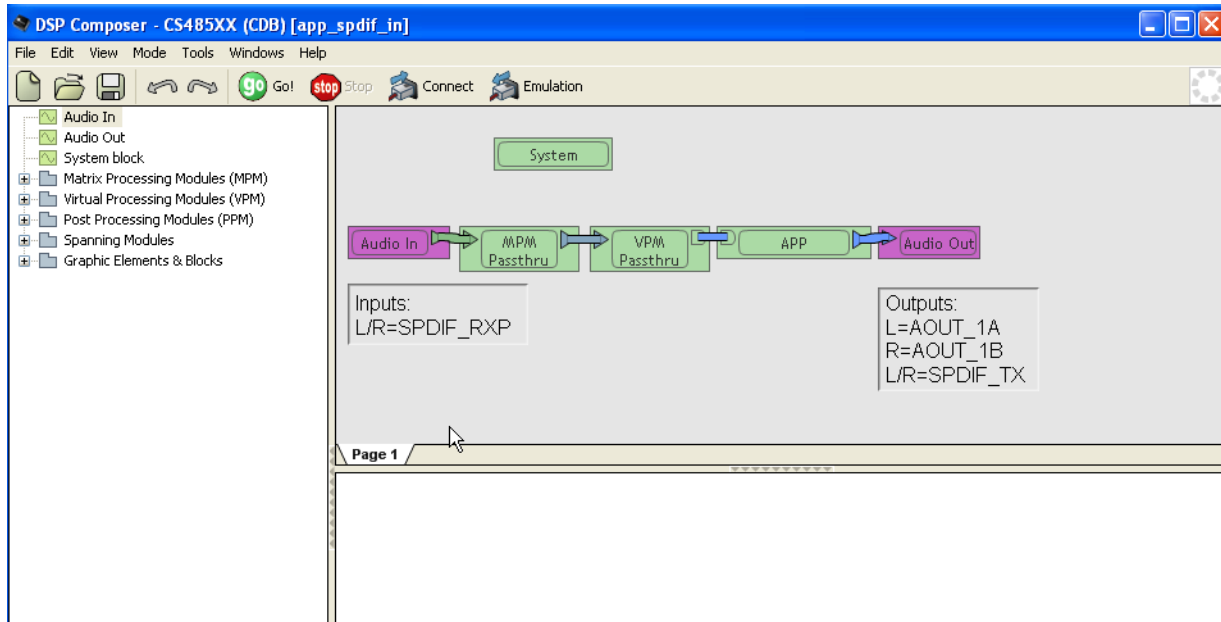 DSP Composer - CS485XX (CDB) [app_spdif_in]
File Edit View Mode Tools Windows Help
go Go! stop Stop Connect Emulation
Audio In
Audio Out
System block
Matrix Processing Modules (MPM)
Virtual Processing Modules (VPM)
Post Processing Modules (PPM)
Spanning Modules
Graphic Elements & Blocks
System
Audio In
MPM
Passthru
VPM
Passthru
APP
Audio Out
Inputs:
L/R=SPDIF_RXP
Outputs:
L=AOUT_1A
R=AOUT_1B
L/R=SPDIF_TX
Page 1